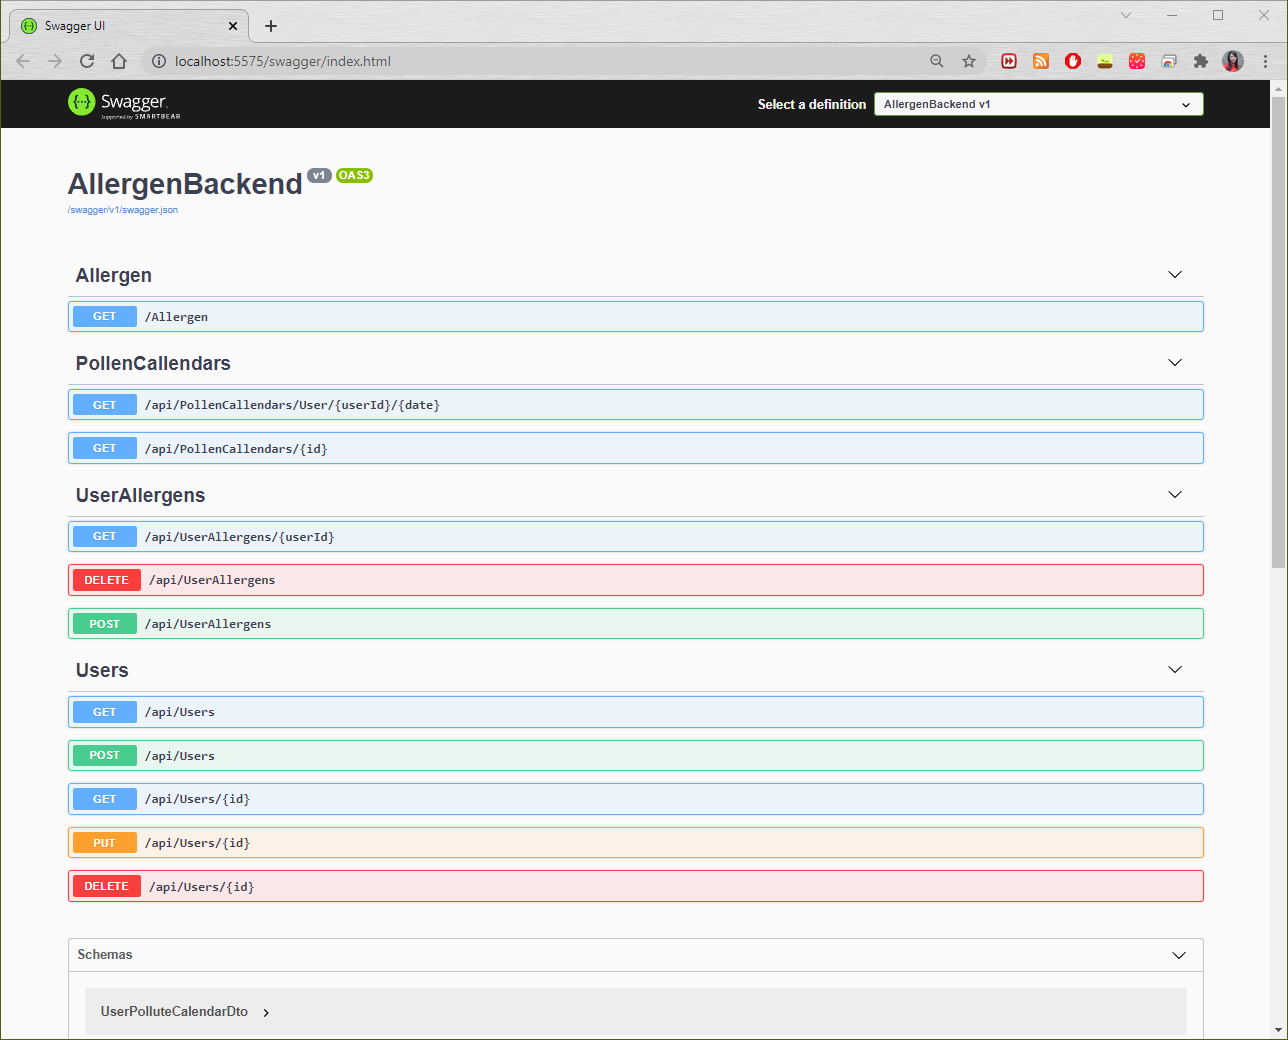 Swagger UI
localhost:5575/swagger/index.html
Swagger
Supported by SMARTBEAR
Select a definition
AllergenBackend v1
AllergenBackend v1 OAS3
/swagger/v1/swagger.json
Allergen
GET /Allergen
PollenCallendars
GET /api/PollenCallendars/User/{userId}/{date}
GET /api/PollenCallendars/{id}
UserAllergens
GET /api/UserAllergens/{userId}
DELETE /api/UserAllergens
POST /api/UserAllergens
Users
GET /api/Users
POST /api/Users
GET /api/Users/{id}
PUT /api/Users/{id}
DELETE /api/Users/{id}
Schemas
UserPolluteCalendarDto